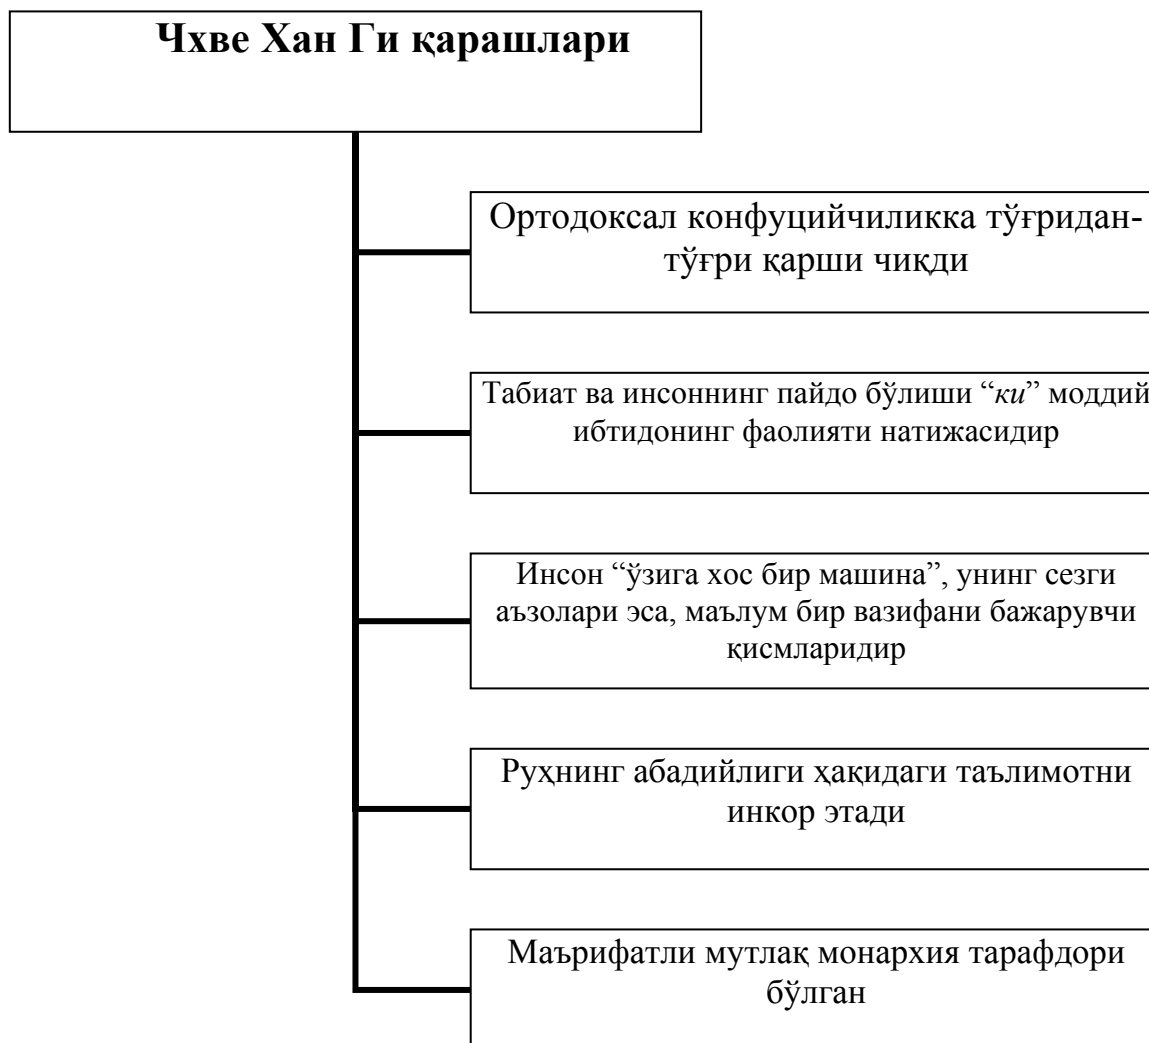 Чхве Хан Ги қарашлари
Ортодоксал конфуцийчиликка тўғридан-
тўғри қарши чиқди
Табиат ва инсоннинг пайдо бўлиши “ки” моддий
ибтидонинг фаолияти натижасидир
Инсон “ўзига хос бир машина”, унинг сезги
аъзолари эса, маълум бир вазифани бажарувчи
қисмларидир
Руҳнинг абадийлиги ҳақидаги таълимотни
инкор этади
Маърифатли мутлақ монархия тарафдори
бўлган